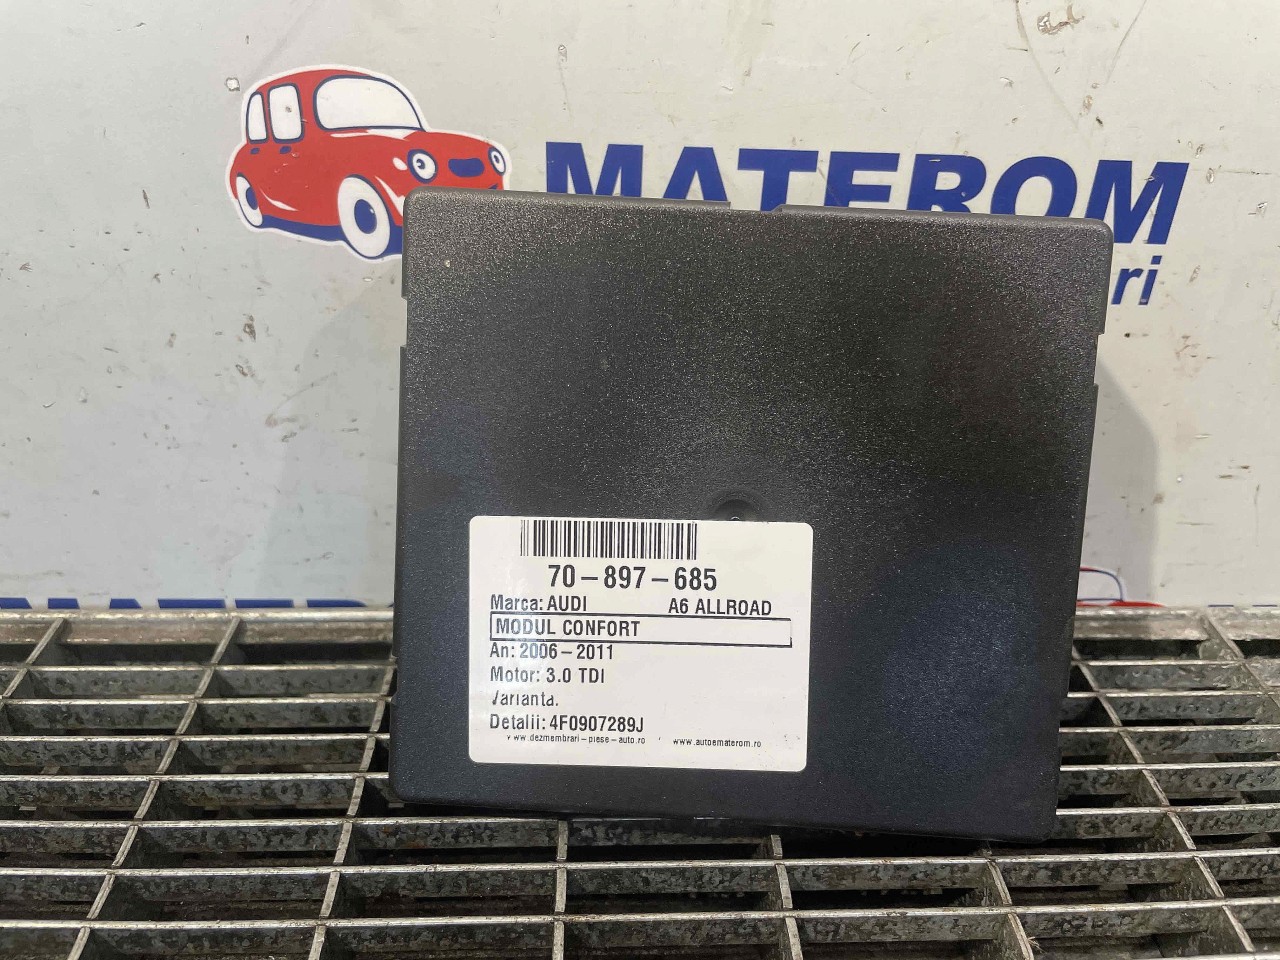 MATEROM
ri
70-897-685
Marca: AUDI A6 ALLROAD
MODUL CONFORT
An: 2006-2011
Motor: 3.0 TDI
Varianta:
Detalii: 4F0907289J
www.dezmembrari-piese-auto.ro www.autoematerom.ro